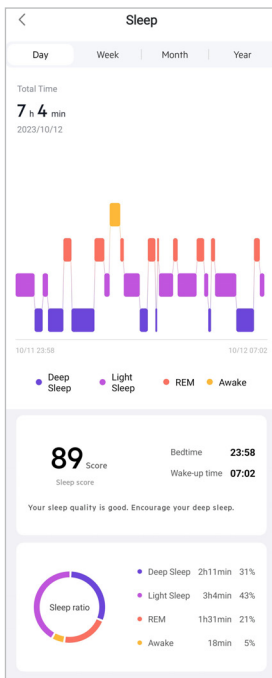 Sleep
Day Week Month Year
Total Time
7 h 4 min
2023/10/12
10/11 23:58 10/12 07:02
Deep Sleep Light Sleep REM Awake
89 Score
Sleep score
Bedtime 23:58
Wake-up time 07:02
Your sleep quality is good. Encourage your deep sleep.
Sleep ratio
Deep Sleep 2h11min 31%
Light Sleep 3h4min 43%
REM 1h31min 21%
Awake 18min 5%